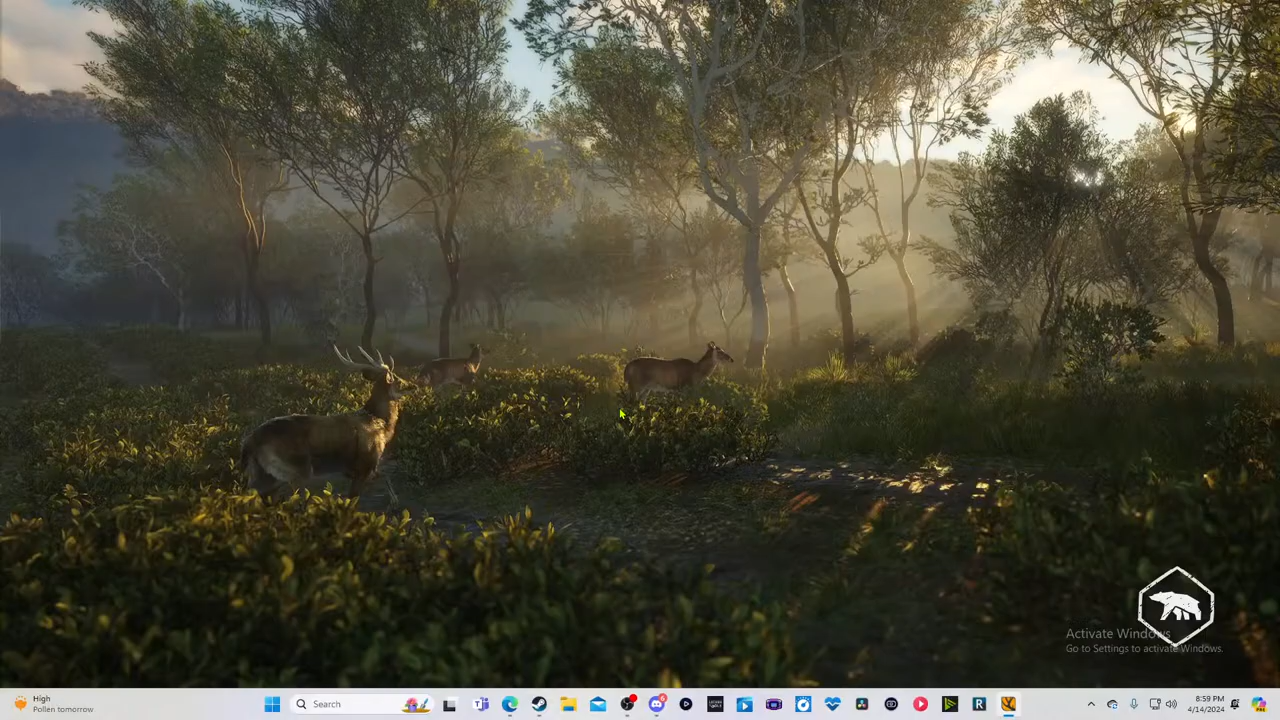 Activate Windows
Go to Settings to activate Windows.
High
Pollen tomorrow
Search
8:59 PM
4/14/2024